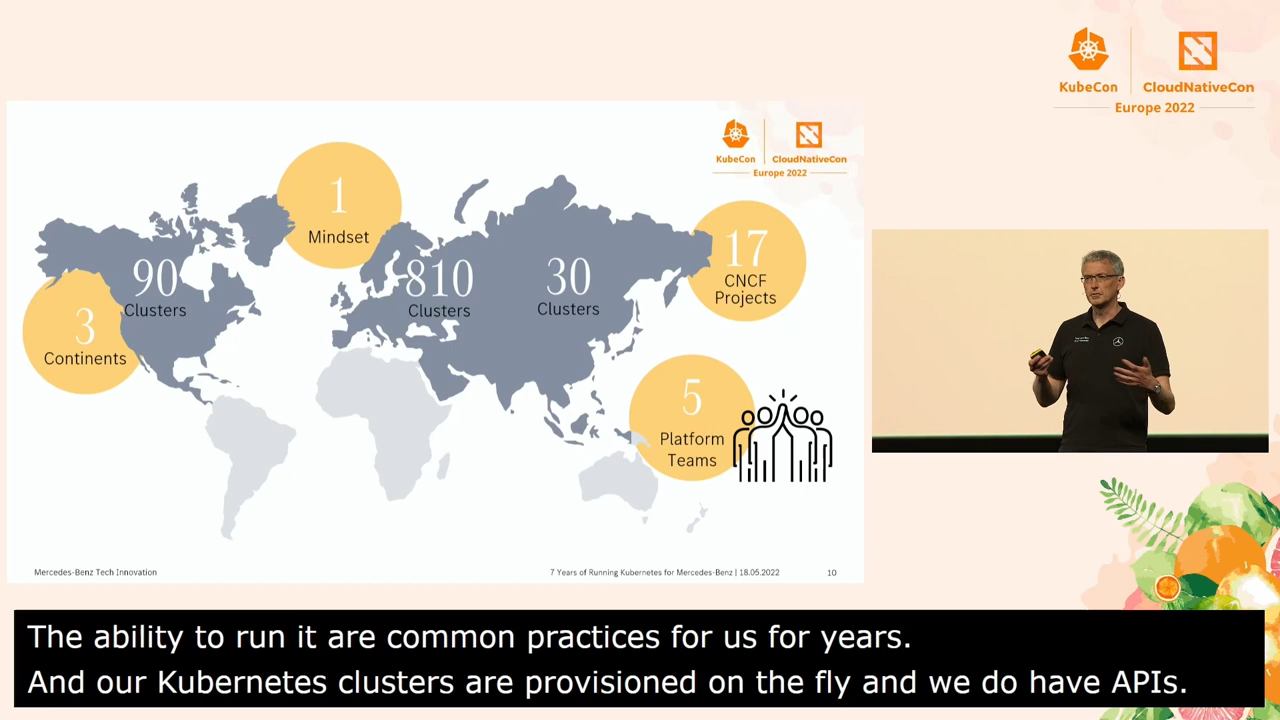 KubeCon
CloudNativeCon
Europe 2022
KubeCon
CloudNativeCon
Europe 2022
1
Mindset
90
Clusters
810
Clusters
30
Clusters
17
CNCF
Projects
3
Continents
5
Platform
Teams
Mercedes-Benz Tech Innovation
7 Years of Running Kubernetes for Mercedes-Benz | 18.05.2022
10
The ability to run it are common practices for us for years.
And our Kubernetes clusters are provisioned on the fly and we do have APIs.